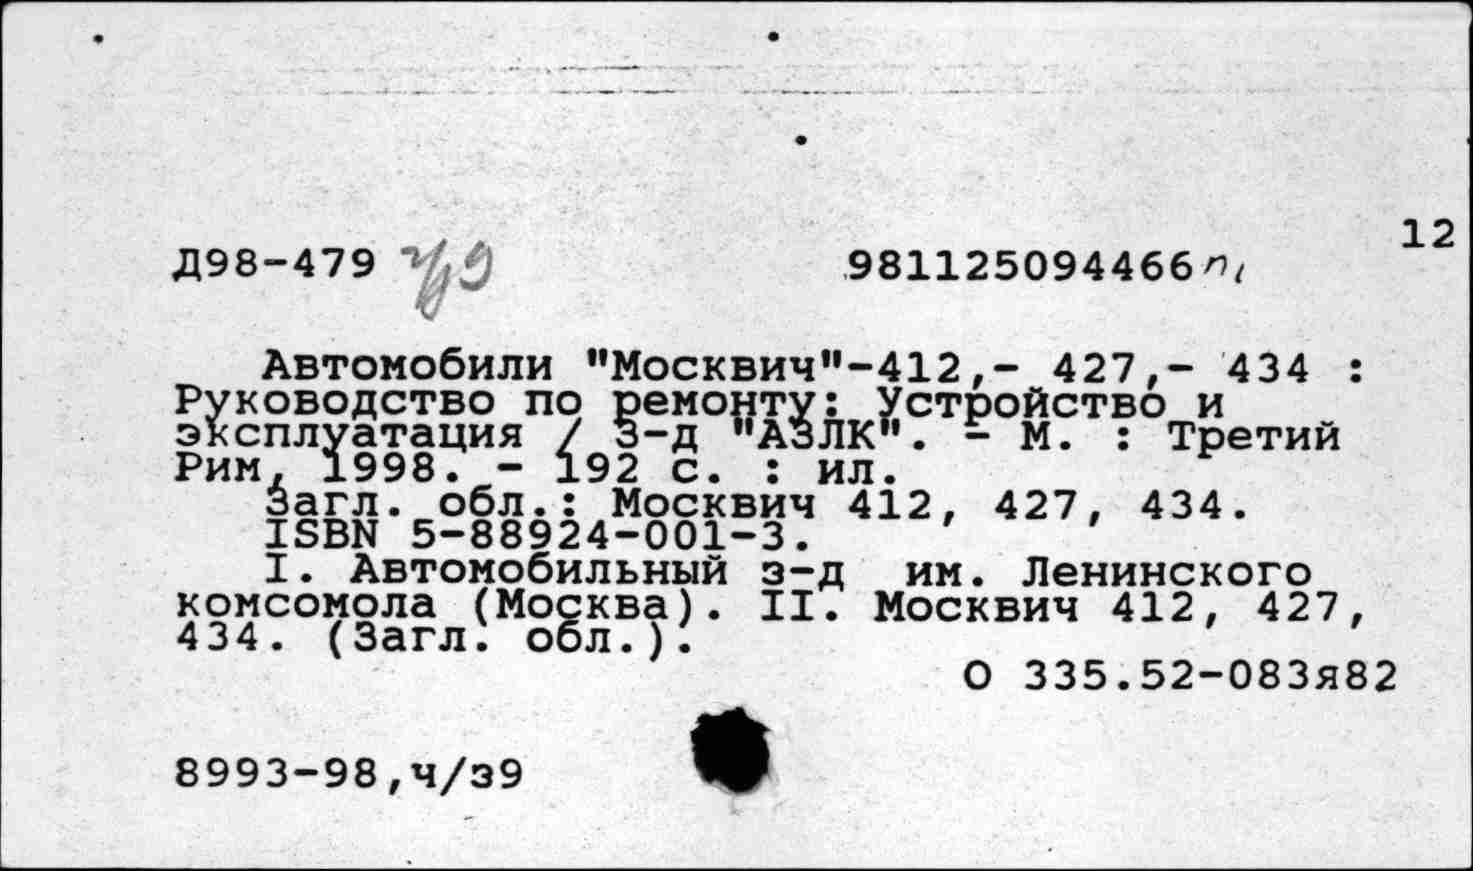 12
Д98-479 981125094466
Автомобили "Москвич"-412,- 427,- 434 :
Руководство по ремонту: Устройство и
эксплуатация / З-д "АЗЛК". - М. : Третий
Рим, 1998. - 192 с. : ил.
Загл. обл.: Москвич 412, 427, 434.
ISBN 5-88924-001-3.
I. Автомобильный з-д им. Ленинского
комсомола (Москва). II. Москвич 412, 427,
434. (Загл. обл.).
О 335.52-083я82
8993-98,ч/з9